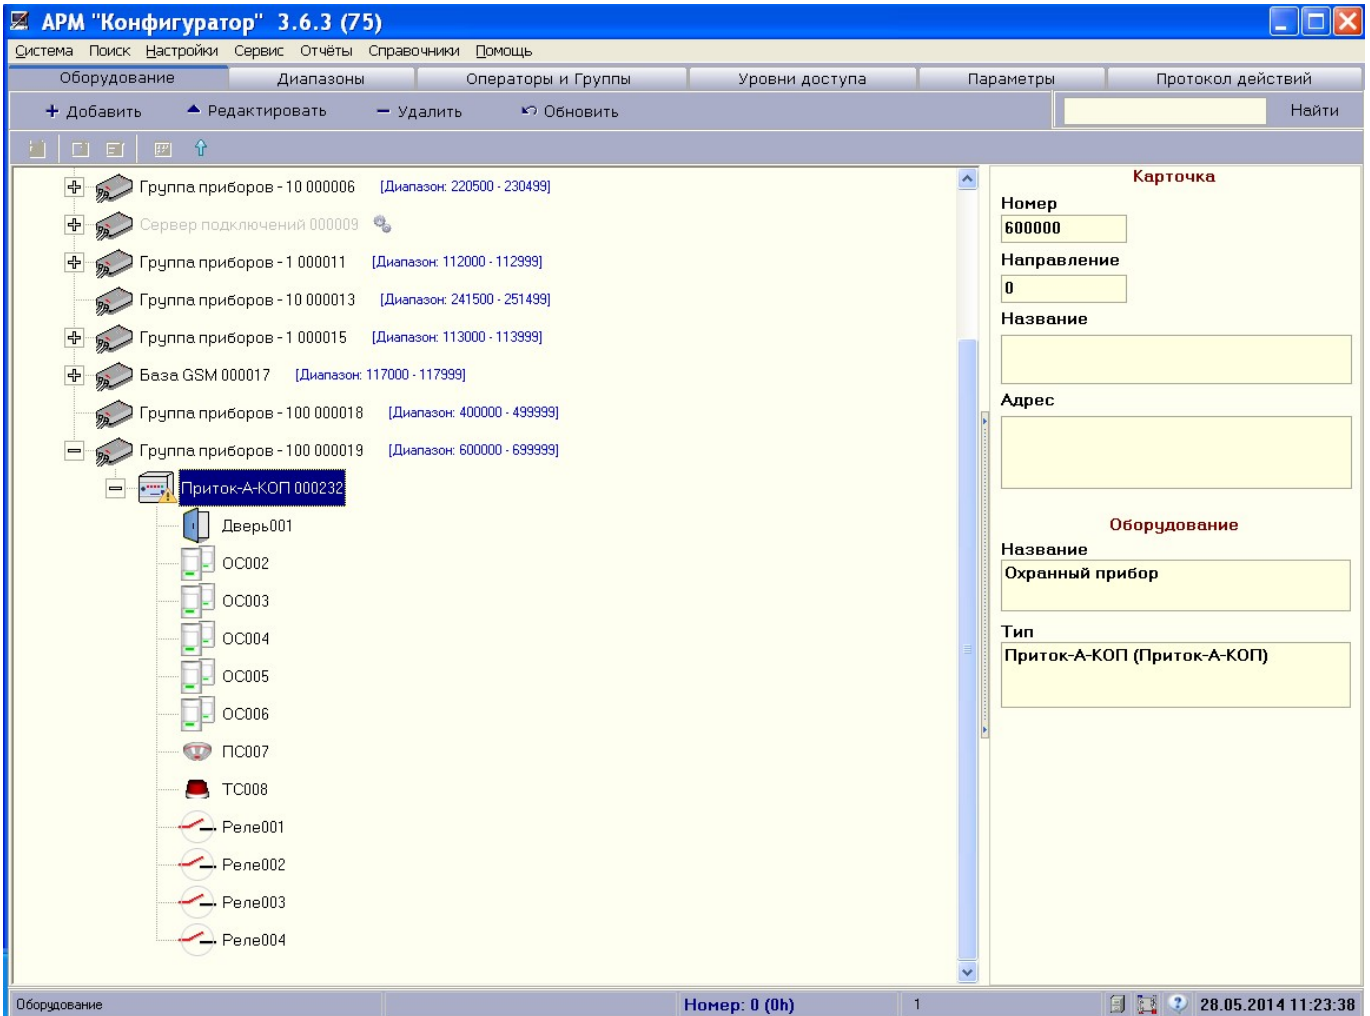 АРМ "Конфигуратор" 3.6.3 (75)
Система Поиск Настройки Сервис Отчёты Справочники Помощь
Оборудование Диапазоны Операторы и Группы Уровни доступа Параметры Протокол действий
Добавить Редактировать Удалить Обновить Найти
Группа приборов - 10 000006 [Диапазон: 220500 - 230499]
Сервер подключений 000009
Группа приборов - 1 000011 [Диапазон: 112000 - 112999]
Группа приборов - 10 000013 [Диапазон: 241500 - 251499]
Группа приборов - 1 000015 [Диапазон: 113000 - 113999]
База GSM 000017 [Диапазон: 117000 - 117999]
Группа приборов - 100 000018 [Диапазон: 400000 - 499999]
Группа приборов - 100 000019 [Диапазон: 600000 - 699999]
Приток-А-КОП 000232
Дверь001
ОС002
ОС003
ОС004
ОС005
ОС006
ПС007
ТС008
Реле001
Реле002
Реле003
Реле004
Карточка
Номер
600000
Направление
0
Название
Адрес
Оборудование
Название
Охранный прибор
Тип
Приток-А-КОП (Приток-А-КОП)
Оборудование Номер: 0 (0h) 1 28.05.2014 11:23:38